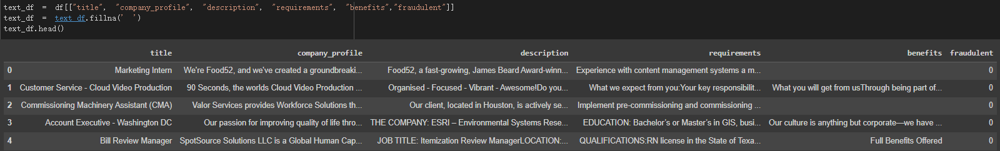 text_df = df[["title", "company_profile", "description", "requirements", "benefits","fraudulent"]]
text_df = text_df.fillna(' ')
text_df.head()
title company_profile description requirements benefits fraudulent
0 Marketing Intern We're Food52, and we've created a groundbreaki... Food52, a fast-growing, James Beard Award-winn... Experience with content management systems a m... 0
1 Customer Service - Cloud Video Production 90 Seconds, the worlds Cloud Video Production ... Organised - Focused - Vibrant - Awesome!Do you... What we expect from you:Your key responsibilit... What you will get from usThrough being part of... 0
2 Commissioning Machinery Assistant (CMA) Valor Services provides Workforce Solutions th... Our client, located in Houston, is actively se... Implement pre-commissioning and commissioning ... 0
3 Account Executive - Washington DC Our passion for improving quality of life thro... THE COMPANY: ESRI – Environmental Systems Rese... EDUCATION: Bachelor’s or Master’s in GIS, busi... Our culture is anything but corporate—we have ... 0
4 Bill Review Manager SpotSource Solutions LLC is a Global Human Cap... JOB TITLE: Itemization Review ManagerLOCATION:... QUALIFICATIONS:RN license in the State of Texa... Full Benefits Offered 0